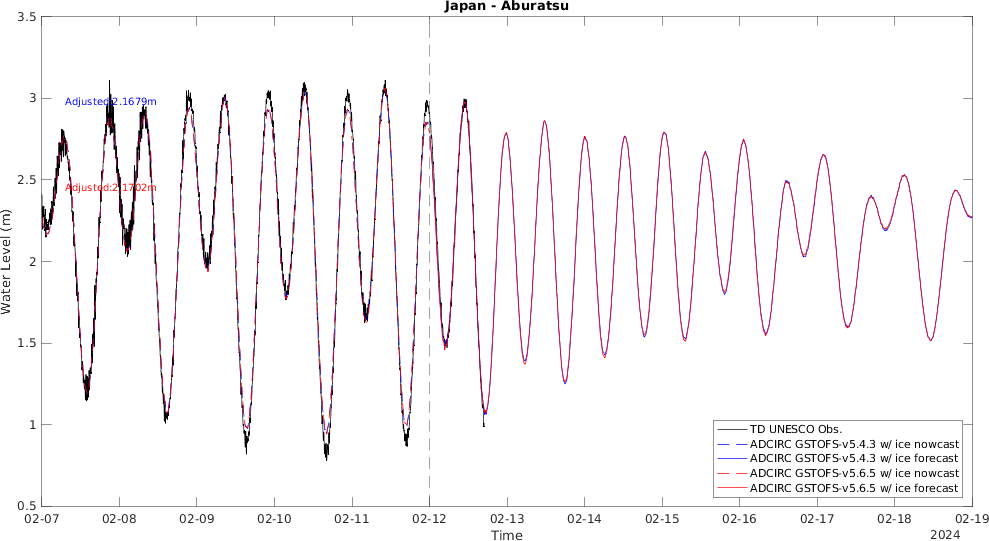 Japan - Aburatsu
3.5
3
2.5
2
1.5
1
0.5
Water Level (m)
Adjusted:2.1679m
Adjusted:2.1702m
TD UNESCO Obs.
ADCIRC GSTOFS-v5.4.3 w/ ice nowcast
ADCIRC GSTOFS-v5.4.3 w/ ice forecast
ADCIRC GSTOFS-v5.6.5 w/ ice nowcast
ADCIRC GSTOFS-v5.6.5 w/ ice forecast
02-07 02-08 02-09 02-10 02-11 02-12 02-13 02-14 02-15 02-16 02-17 02-18 02-19
Time
2024